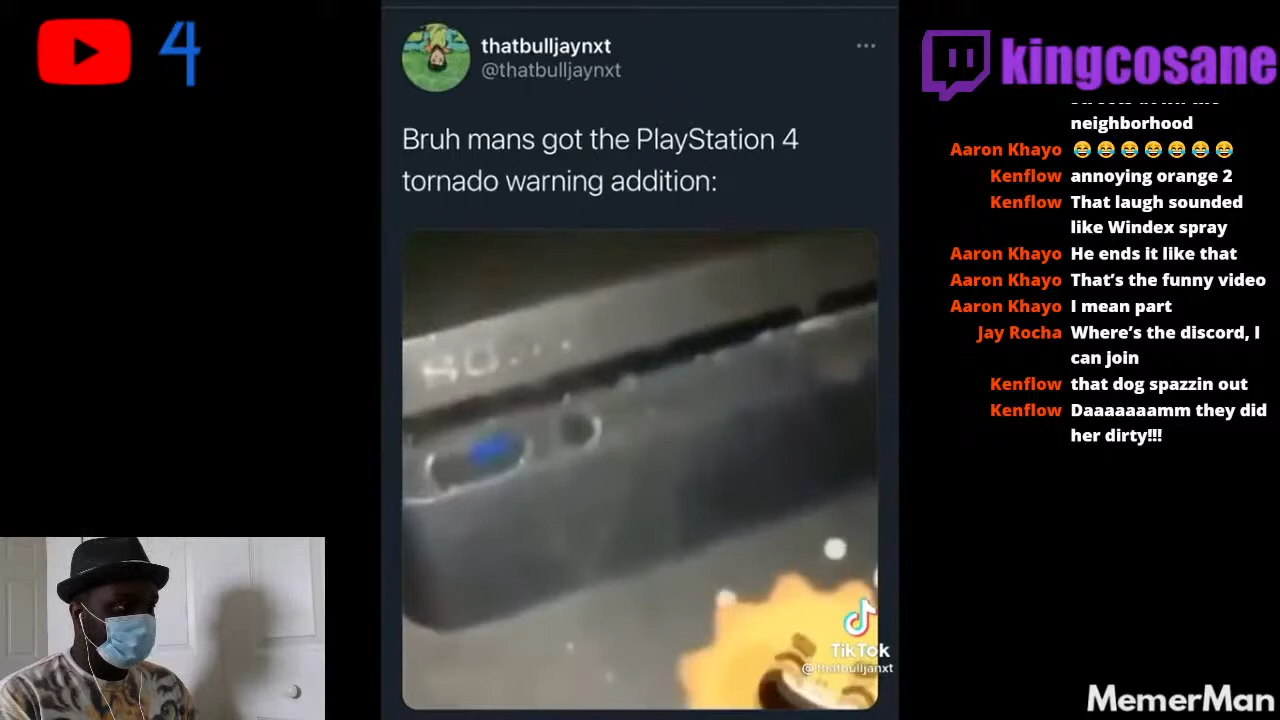 4
thatbulljaynxt
@thatbulljaynxt
Bruh mans got the PlayStation 4
tornado warning addition:
TikTok
@thatbulljanxt
kingcosane
neighborhood
Aaron Khayo 😂😂😂😂😂😂😂
Kenflow annoying orange 2
Kenflow That laugh sounded
like Windex spray
Aaron Khayo He ends it like that
Aaron Khayo That’s the funny video
Aaron Khayo I mean part
Jay Rocha Where’s the discord, I
can join
Kenflow that dog spazzin out
Kenflow Daaaaaaamm they did
her dirty!!!
MemerMan